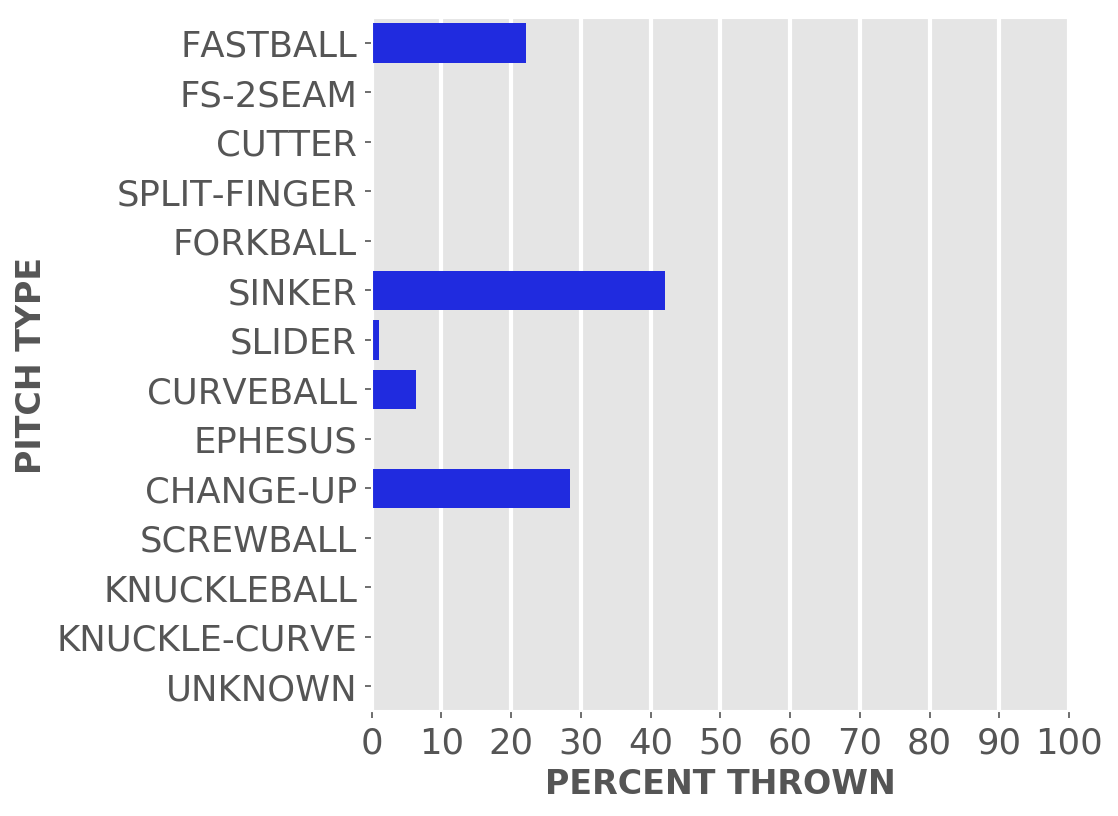 FASTBALL
FS-2SEAM
CUTTER
SPLIT-FINGER
FORKBALL
SINKER
SLIDER
CURVEBALL
EPHESUS
CHANGE-UP
SCREWBALL
KNUCKLEBALL
KNUCKLE-CURVE
UNKNOWN
PITCH TYPE
0 10 20 30 40 50 60 70 80 90 100
PERCENT THROWN